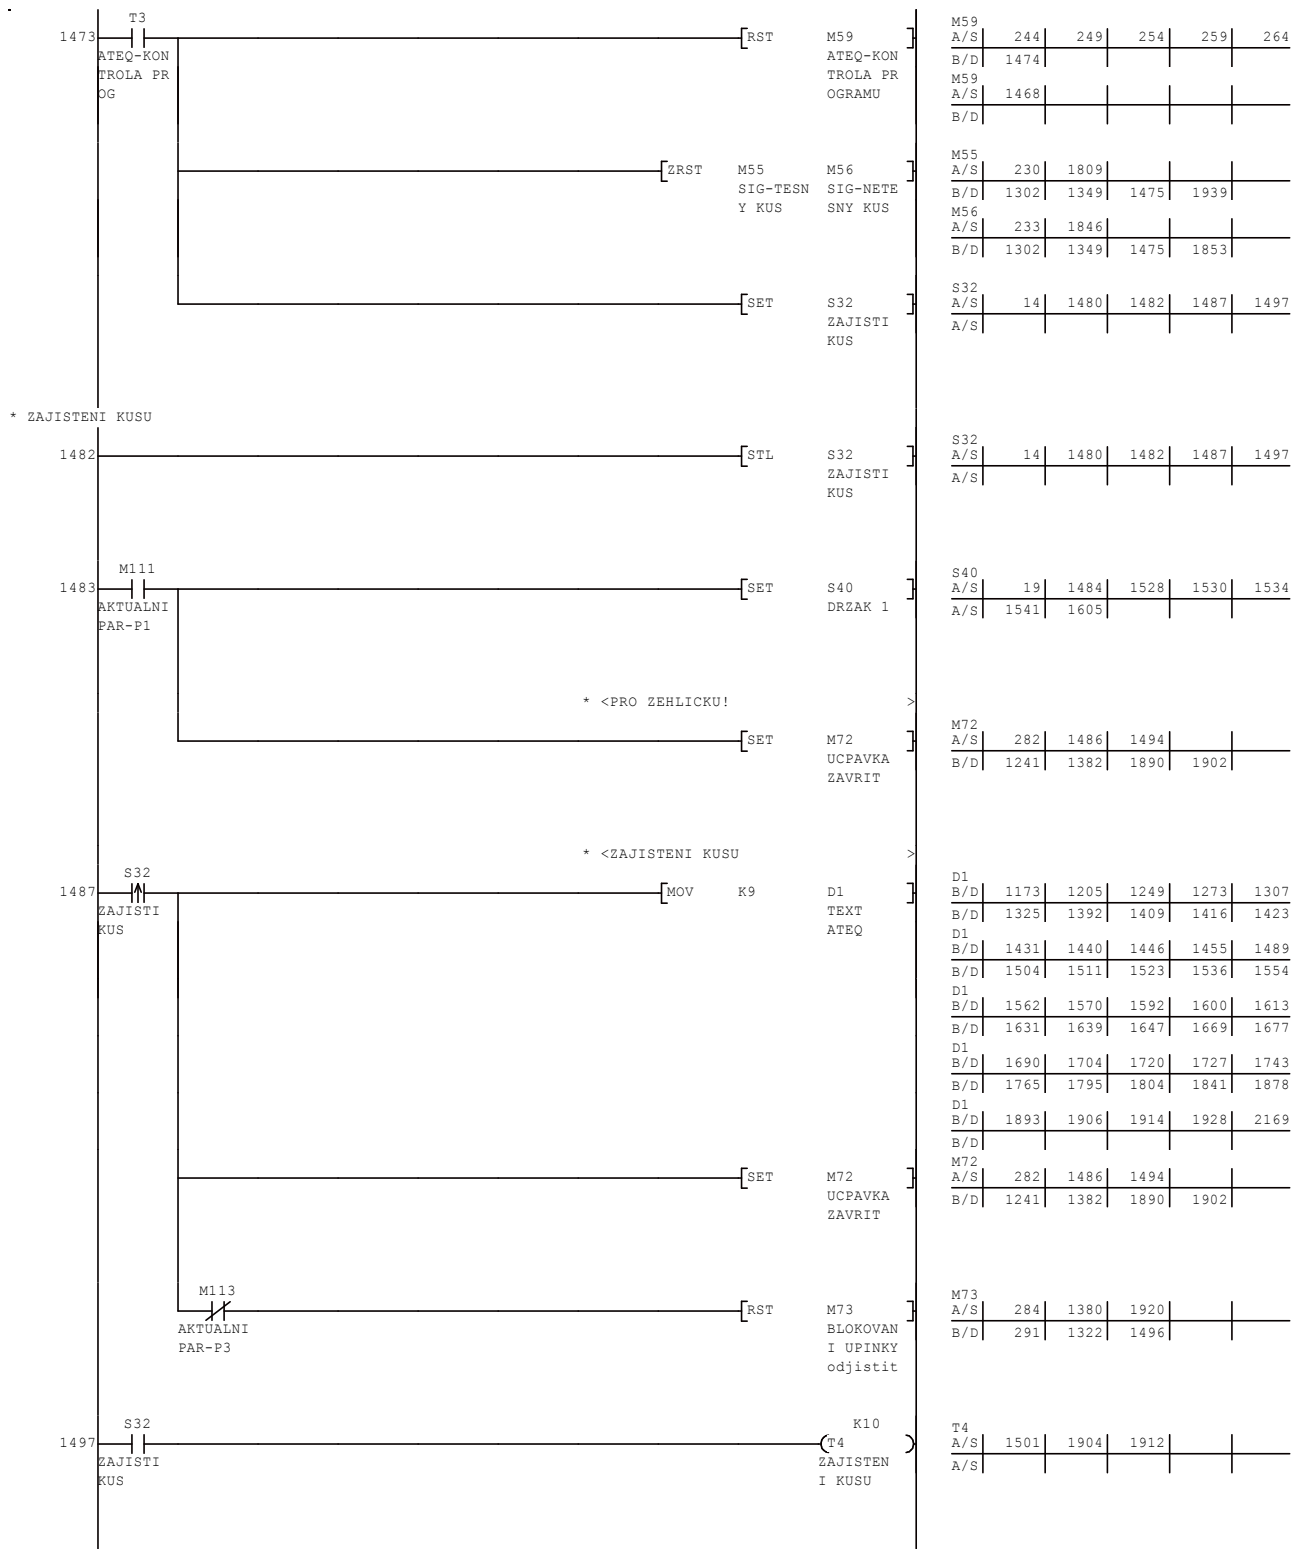 T3
1473
RST M59
ATEQ-KON
TROLA PR
OG
ATEQ-KON
TROLA PR
OGRAMU
M59
A/S 244 249 254 259 264
B/D 1474
M59
A/S 1468
B/D
ZRST M55 M56
SIG-TESN SIG-NETE
Y KUS SNY KUS
M55
A/S 230 1809
B/D 1302 1349 1475 1939
M56
A/S 233 1846
B/D 1302 1349 1475 1853
SET S32
ZAJISTI
KUS
S32
A/S 14 1480 1482 1487 1497
A/S
* ZAJISTENI KUSU
1482 STL S32
ZAJISTI
KUS
S32
A/S 14 1480 1482 1487 1497
A/S
M111
1483 SET S40
AKTUALNI DRZAK 1
PAR-P1
S40
A/S 19 1484 1528 1530 1534
A/S 1541 1605
* <PRO ZEHLICKU! >
SET M72
UCPAVKA
ZAVRIT
M72
A/S 282 1486 1494
B/D 1241 1382 1890 1902
* <ZAJISTENI KUSU >
S32
1487 MOV K9 D1
ZAJISTI TEXT
KUS ATEQ
D1
B/D 1173 1205 1249 1273 1307
B/D 1325 1392 1409 1416 1423
D1
B/D 1431 1440 1446 1455 1489
B/D 1504 1511 1523 1536 1554
D1
B/D 1562 1570 1592 1600 1613
B/D 1631 1639 1647 1669 1677
D1
B/D 1690 1704 1720 1727 1743
B/D 1765 1795 1804 1841 1878
D1
B/D 1893 1906 1914 1928 2169
B/D
SET M72
UCPAVKA
ZAVRIT
M72
A/S 282 1486 1494
B/D 1241 1382 1890 1902
M113
RST M73
AKTUALNI BLOKOVAN
PAR-P3 I UPINKY
odjistit
M73
A/S 284 1380 1920
B/D 291 1322 1496
S32 K10
1497 T4
ZAJISTI ZAJISTEN
KUS I KUSU
T4
A/S 1501 1904 1912
A/S